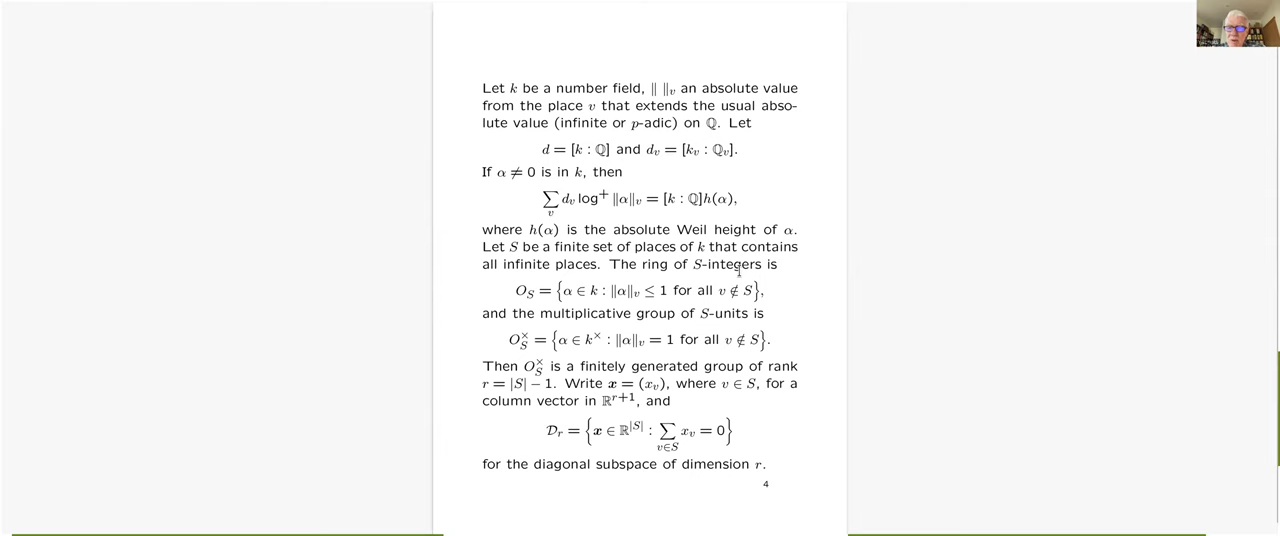 Let k be a number field, ‖ ‖_v an absolute value
from the place v that extends the usual abso-
lute value (infinite or p-adic) on ℚ. Let
d = [k : ℚ] and d_v = [k_v : ℚ_v].
If α ≠ 0 is in k, then
∑_v d_v log⁺ ‖α‖_v = [k : ℚ]h(α),
where h(α) is the absolute Weil height of α.
Let S be a finite set of places of k that contains
all infinite places. The ring of S-integers is
O_S = {α ∈ k : ‖α‖_v ≤ 1 for all v ∉ S},
and the multiplicative group of S-units is
O_S^× = {α ∈ k^× : ‖α‖_v = 1 for all v ∉ S}.
Then O_S^× is a finitely generated group of rank
r = |S| − 1. Write x = (x_v), where v ∈ S, for a
column vector in ℝ^{r+1}, and
𝒟_r = {x ∈ ℝ^{|S|} : ∑_{v∈S} x_v = 0}
for the diagonal subspace of dimension r.
4